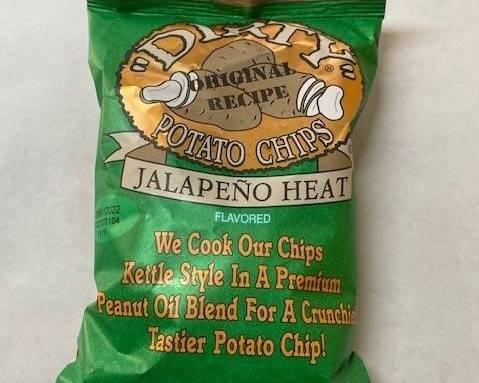 "DIRTY"®
ORIGINAL
RECIPE
POTATO CHIPS
JALAPEÑO HEAT
FLAVORED
We Cook Our Chips
Kettle Style In A Premium
Peanut Oil Blend For A Crunchie
Tastier Potato Chip!